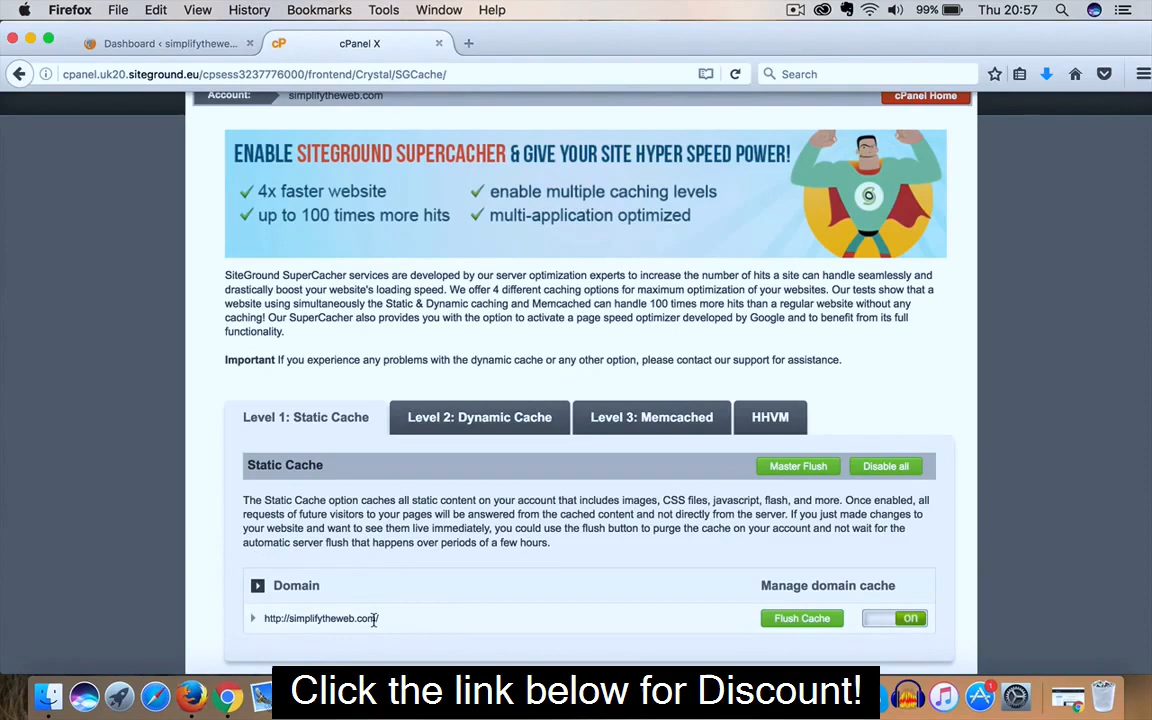 Firefox File Edit View History Bookmarks Tools Window Help 99% Thu 20:57
Dashboard ‹ simplifythewe... × cP cPanel X × +
cpanel.uk20.siteground.eu/cpsess3237776000/frontend/Crystal/SGCache/ Search
Account: simplifytheweb.com cPanel Home
ENABLE SITEGROUND SUPERCACHER & GIVE YOUR SITE HYPER SPEED POWER!
4x faster website enable multiple caching levels
up to 100 times more hits multi-application optimized
SiteGround SuperCacher services are developed by our server optimization experts to increase the number of hits a site can handle seamlessly and
drastically boost your website's loading speed. We offer 4 different caching options for maximum optimization of your websites. Our tests show that a
website using simultaneously the Static & Dynamic caching and Memcached can handle 100 times more hits than a regular website without any
caching! Our SuperCacher also provides you with the option to activate a page speed optimizer developed by Google and to benefit from its full
functionality.
Important If you experience any problems with the dynamic cache or any other option, please contact our support for assistance.
Level 1: Static Cache Level 2: Dynamic Cache Level 3: Memcached HHVM
Static Cache Master Flush Disable all
The Static Cache option caches all static content on your account that includes images, CSS files, javascript, flash, and more. Once enabled, all
requests of future visitors to your pages will be answered from the cached content and not directly from the server. If you just made changes to
your website and want to see them live immediately, you could use the flush button to purge the cache on your account and not wait for the
automatic server flush that happens over periods of a few hours.
Domain Manage domain cache
http://simplifytheweb.com/ Flush Cache ON
Click the link below for Discount!
1